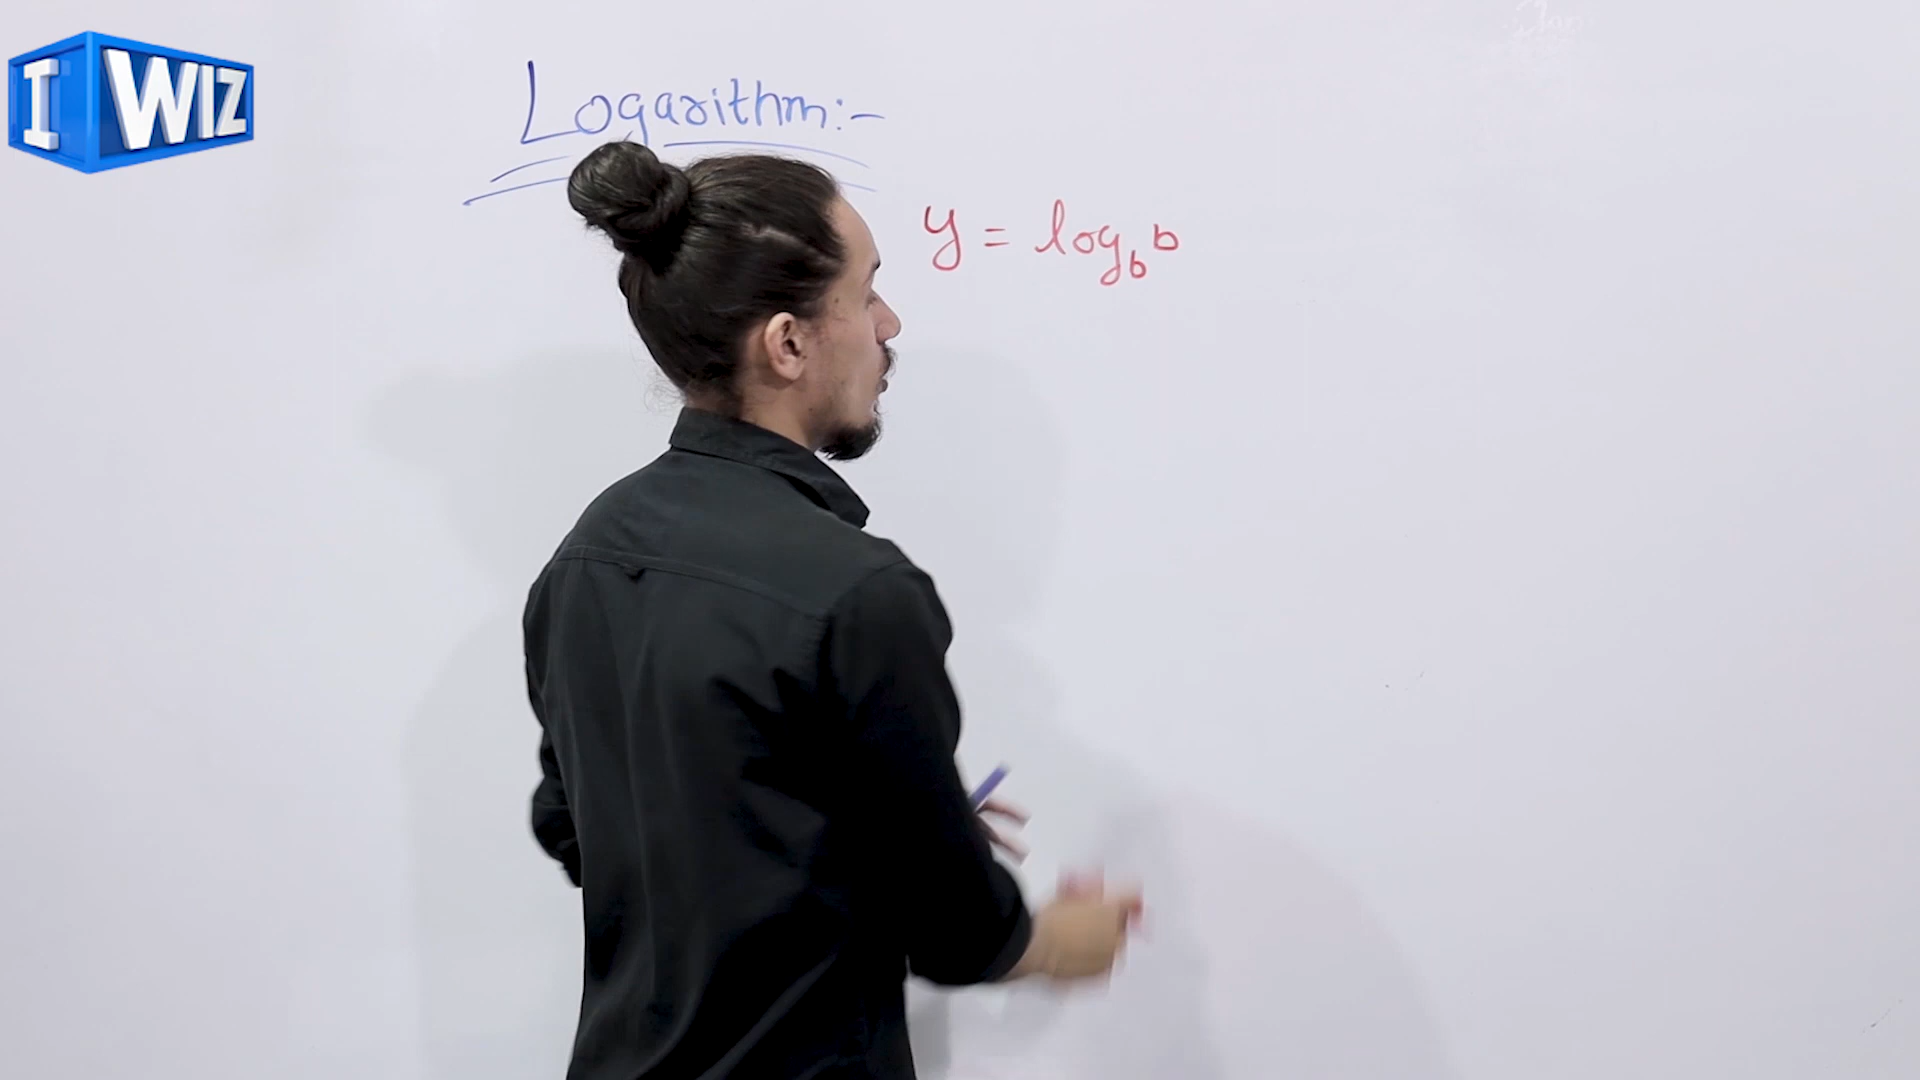 I WIZ
Logarithm:-
y = log_b b